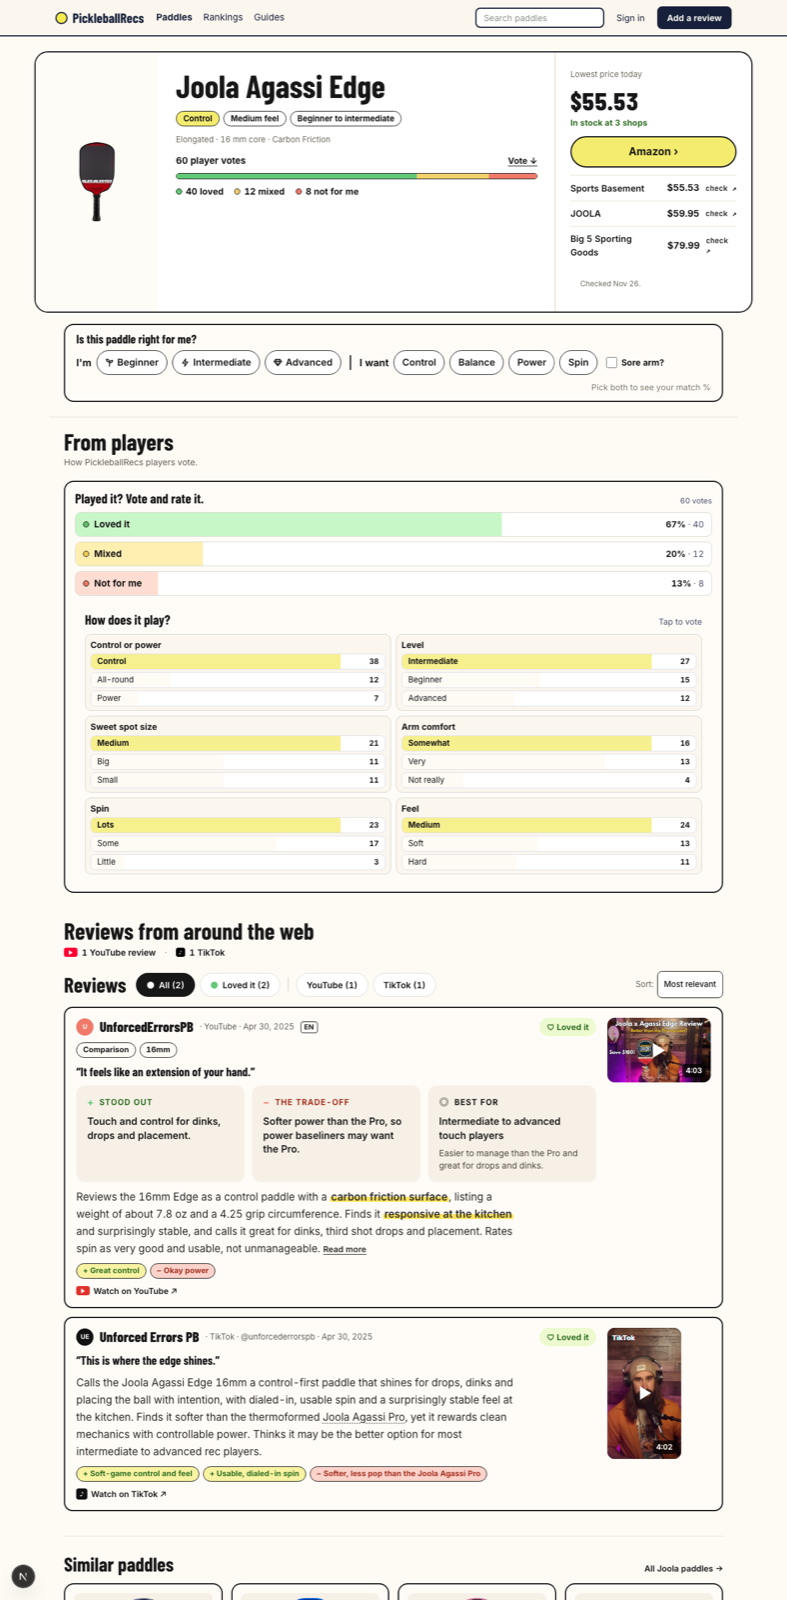 PickleballRecs Paddles Rankings Guides Search paddles Sign in Add a review
Joola Agassi Edge
Control Medium feel Beginner to intermediate
Elongated · 16 mm core · Carbon Friction
60 player votes Vote ↓
40 loved 12 mixed 8 not for me
Lowest price today
$55.53
In stock at 3 shops
Amazon ›
Sports Basement $55.53 check ↗
JOOLA $59.95 check ↗
Big 5 Sporting Goods $79.99 check ↗
Checked Nov 26.
Is this paddle right for me?
I'm Beginner Intermediate Advanced | I want Control Balance Power Spin Sore arm?
Pick both to see your match %
From players
How PickleballRecs players vote.
Played it? Vote and rate it. 60 votes
Loved it 67% · 40
Mixed 20% · 12
Not for me 13% · 8
How does it play? Tap to vote
Control or power
Control 38
All-round 12
Power 7
Level
Intermediate 27
Beginner 15
Advanced 12
Sweet spot size
Medium 21
Big 11
Small 11
Arm comfort
Somewhat 16
Very 13
Not really 4
Spin
Lots 23
Some 17
Little 3
Feel
Medium 24
Soft 13
Hard 11
Reviews from around the web
1 YouTube review · 1 TikTok
Reviews All (2) Loved it (2) YouTube (1) TikTok (1) Sort: Most relevant
U UnforcedErrorsPB · YouTube · Apr 30, 2025 EN Loved it
Comparison 16mm
“It feels like an extension of your hand.”
+ STOOD OUT
Touch and control for dinks,
drops and placement.
– THE TRADE-OFF
Softer power than the Pro, so
power baseliners may want
the Pro.
BEST FOR
Intermediate to advanced
touch players
Easier to manage than the Pro and
great for drops and dinks.
Joola x Agassi Edge Review
Save $160!
4:03
Reviews the 16mm Edge as a control paddle with a carbon friction surface, listing a
weight of about 7.8 oz and a 4.25 grip circumference. Finds it responsive at the kitchen
and surprisingly stable, and calls it great for dinks, third shot drops and placement. Rates
spin as very good and usable, not unmanageable. Read more
+ Great control – Okay power
Watch on YouTube ↗
UE Unforced Errors PB · TikTok · @unforcederrorspb · Apr 30, 2025 Loved it
“This is where the edge shines.”
Calls the Joola Agassi Edge 16mm a control-first paddle that shines for drops, dinks and
placing the ball with intention, with dialed-in, usable spin and a surprisingly stable feel at
the kitchen. Finds it softer than the thermoformed Joola Agassi Pro, yet it rewards clean
mechanics with controllable power. Thinks it may be the better option for most
intermediate to advanced rec players.
+ Soft-game control and feel + Usable, dialed-in spin – Softer, less pop than the Joola Agassi Pro
Watch on TikTok ↗
TikTok
4:02
Similar paddles All Joola paddles →
N